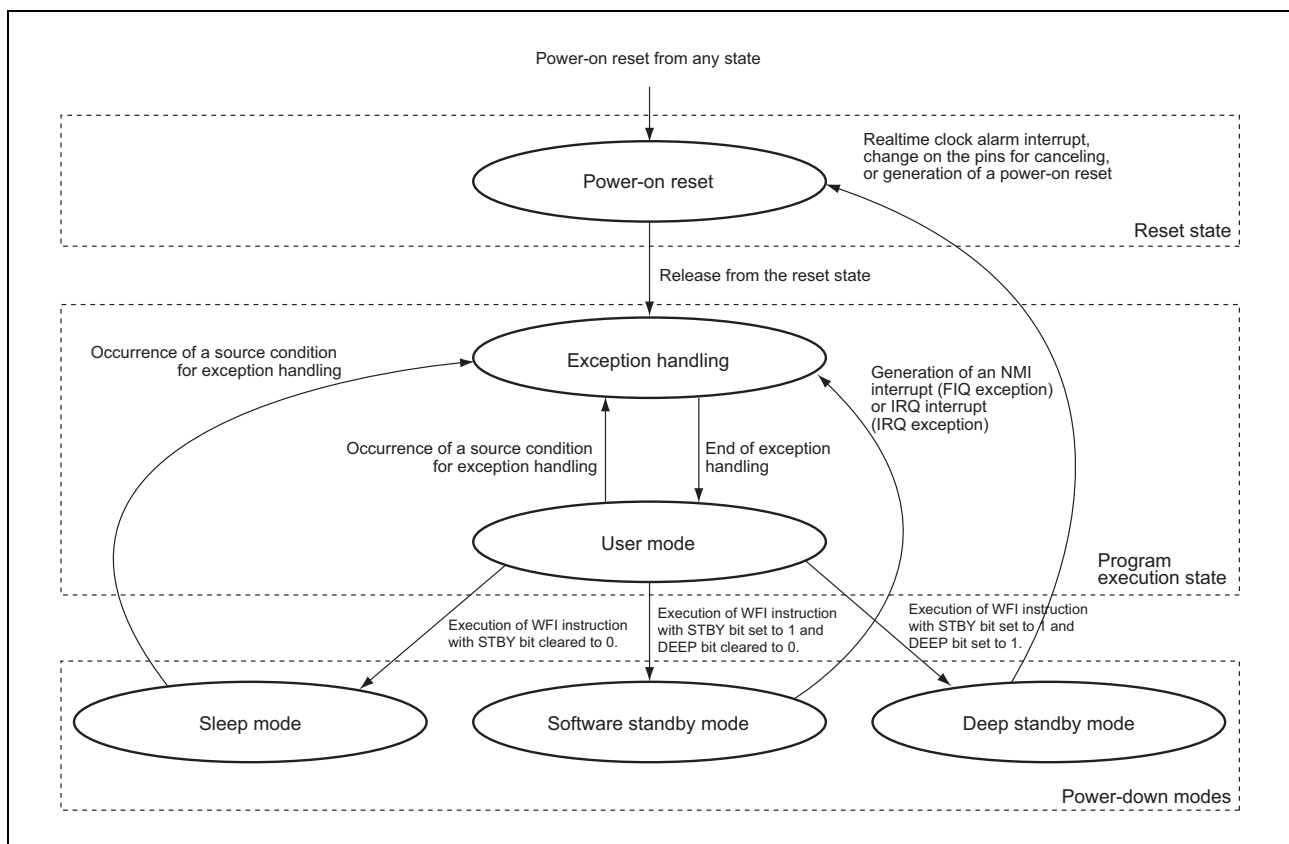 Power-on reset from any state
Realtime clock alarm interrupt,
change on the pins for canceling,
or generation of a power-on reset
Power-on reset
Reset state
Release from the reset state
Occurrence of a source condition
for exception handling
Exception handling
Generation of an NMI
interrupt (FIQ exception)
or IRQ interrupt
(IRQ exception)
Occurrence of a source condition
for exception handling
End of exception
handling
User mode
Program
execution state
Execution of WFI instruction
with STBY bit cleared to 0.
Execution of WFI instruction
with STBY bit set to 1 and
DEEP bit cleared to 0.
Execution of WFI instruction
with STBY bit set to 1 and
DEEP bit set to 1.
Sleep mode
Software standby mode
Deep standby mode
Power-down modes